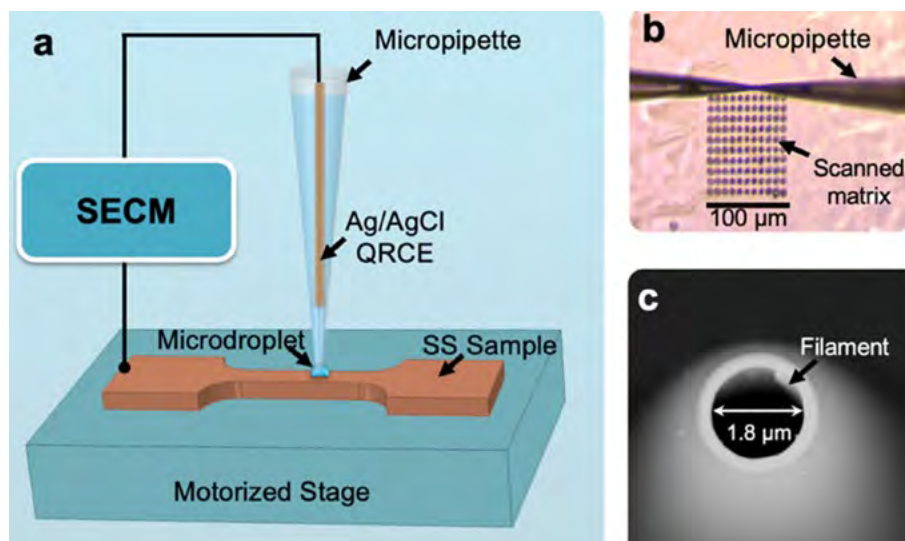 a
Micropipette
SECM
Ag/AgCl
QRCE
Microdroplet
SS Sample
Motorized Stage
b
Micropipette
Scanned
matrix
100 μm
c
Filament
1.8 μm